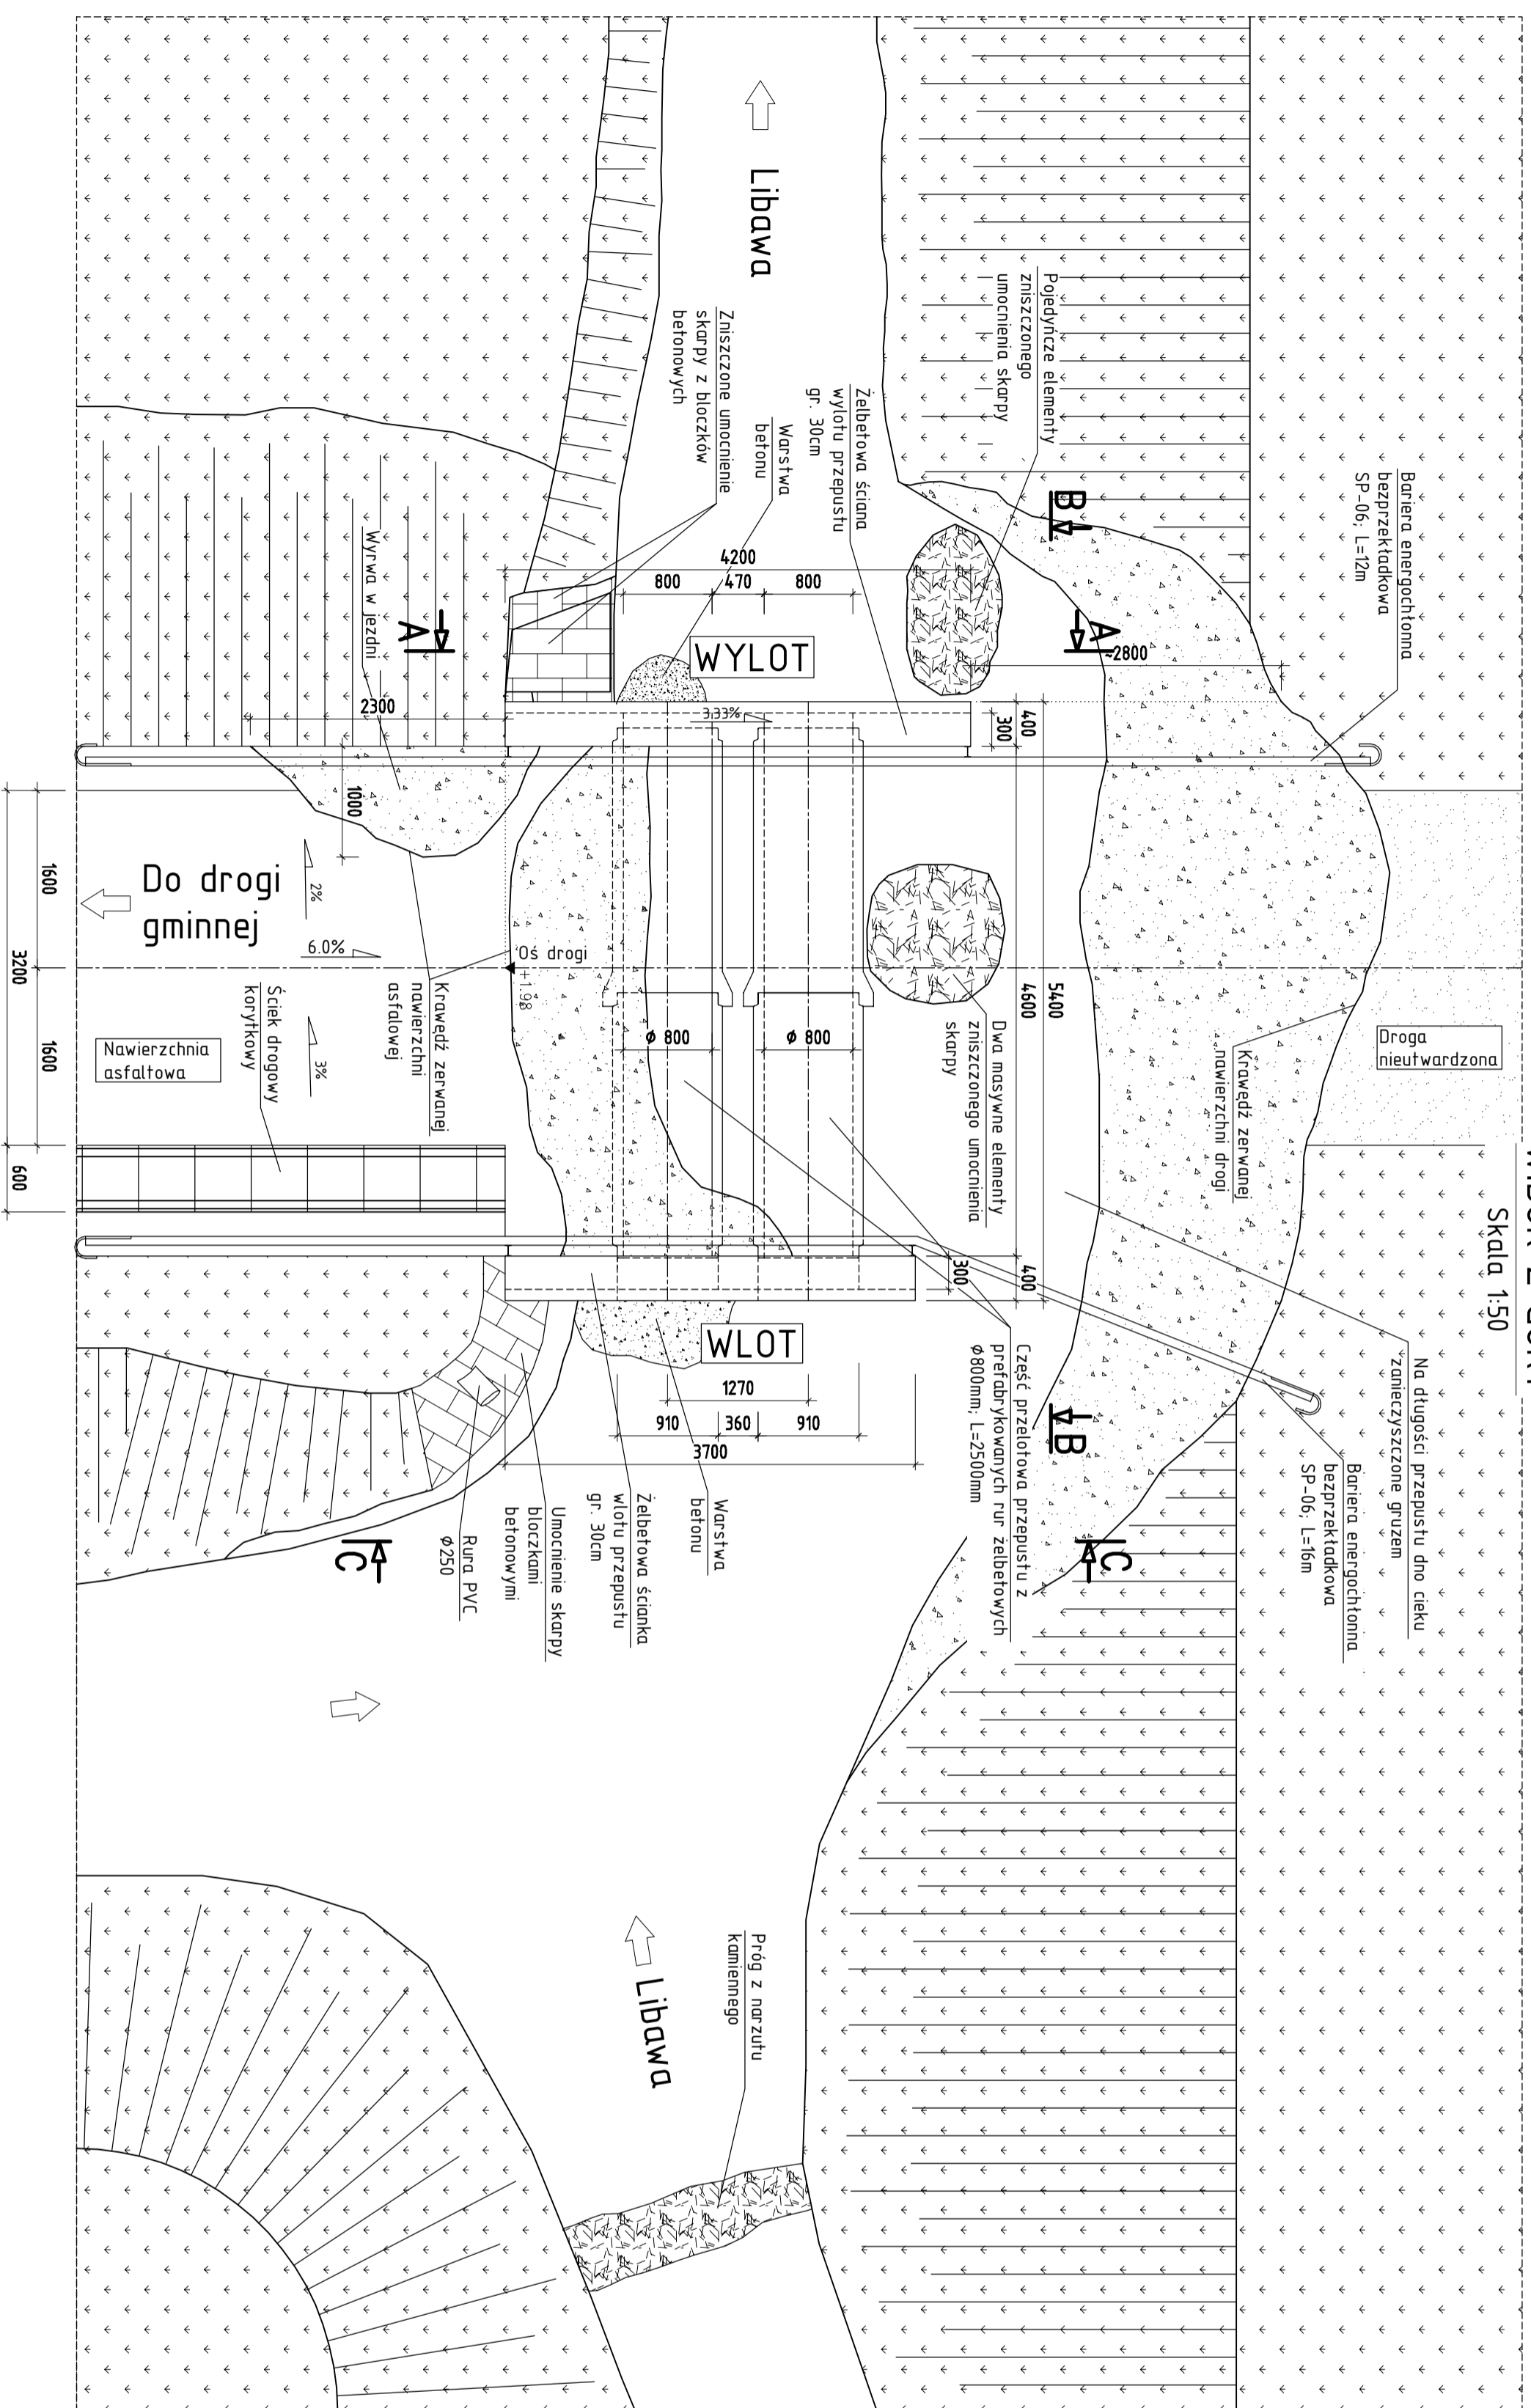 Skala 1:50
Libawa
Bariera energochłonna
bezprzekładkowa
SP-06; L=12m
Pojedyńcze elementy
zniszczonego
umocnienia skarpy
Żelbetowa ściana
wylotu przepustu
gr. 30cm
Warstwa
betonu
Zniszczone umocnienie
skarpy z bloczków
betonowych
Wyrwa w jezdni
B
A
A
4200
800
470
800
WYLOT
~2800
2300
3.33%
400
300
1000
Do drogi
gminnej
2%
6.0%
3%
Oś drogi
+1.98
Krawędź zerwanej
nawierzchni
asfalowej
Ściek drogowy
korytkowy
Nawierzchnia
asfaltowa
1600
3200
1600
600
5400
4600
Φ 800
Φ 800
Dwa masywne elementy
zniszczonego umocnienia
skarpy
Krawędź zerwanej
nawierzchni drogi
Droga
nieutwardzona
400
300
WLOT
1270
910
360
910
3700
Na długości przepustu dno cieku
zanieczyszczone gruzem
Bariera energochłonna
bezprzekładkowa
SP-06; L=16m
Część przelotowa przepustu z
prefabrykowanych rur żelbetowych
Φ800mm; L=2500mm
B
C
C
Warstwa
betonu
Żelbetowa ścianka
wlotu przepustu
gr. 30cm
Umocnienie skarpy
bloczkami
betonowymi
Rura PVC
Φ250
Libawa
Próg z narzutu
kamiennego